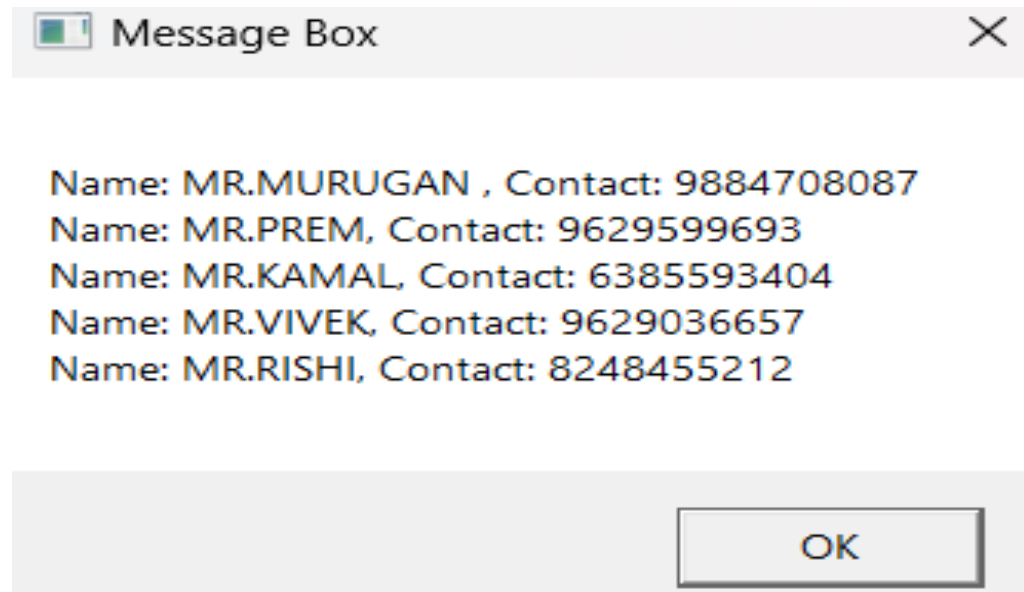 Message Box
Name: MR.MURUGAN , Contact: 9884708087
Name: MR.PREM, Contact: 9629599693
Name: MR.KAMAL, Contact: 6385593404
Name: MR.VIVEK, Contact: 9629036657
Name: MR.RISHI, Contact: 8248455212
OK